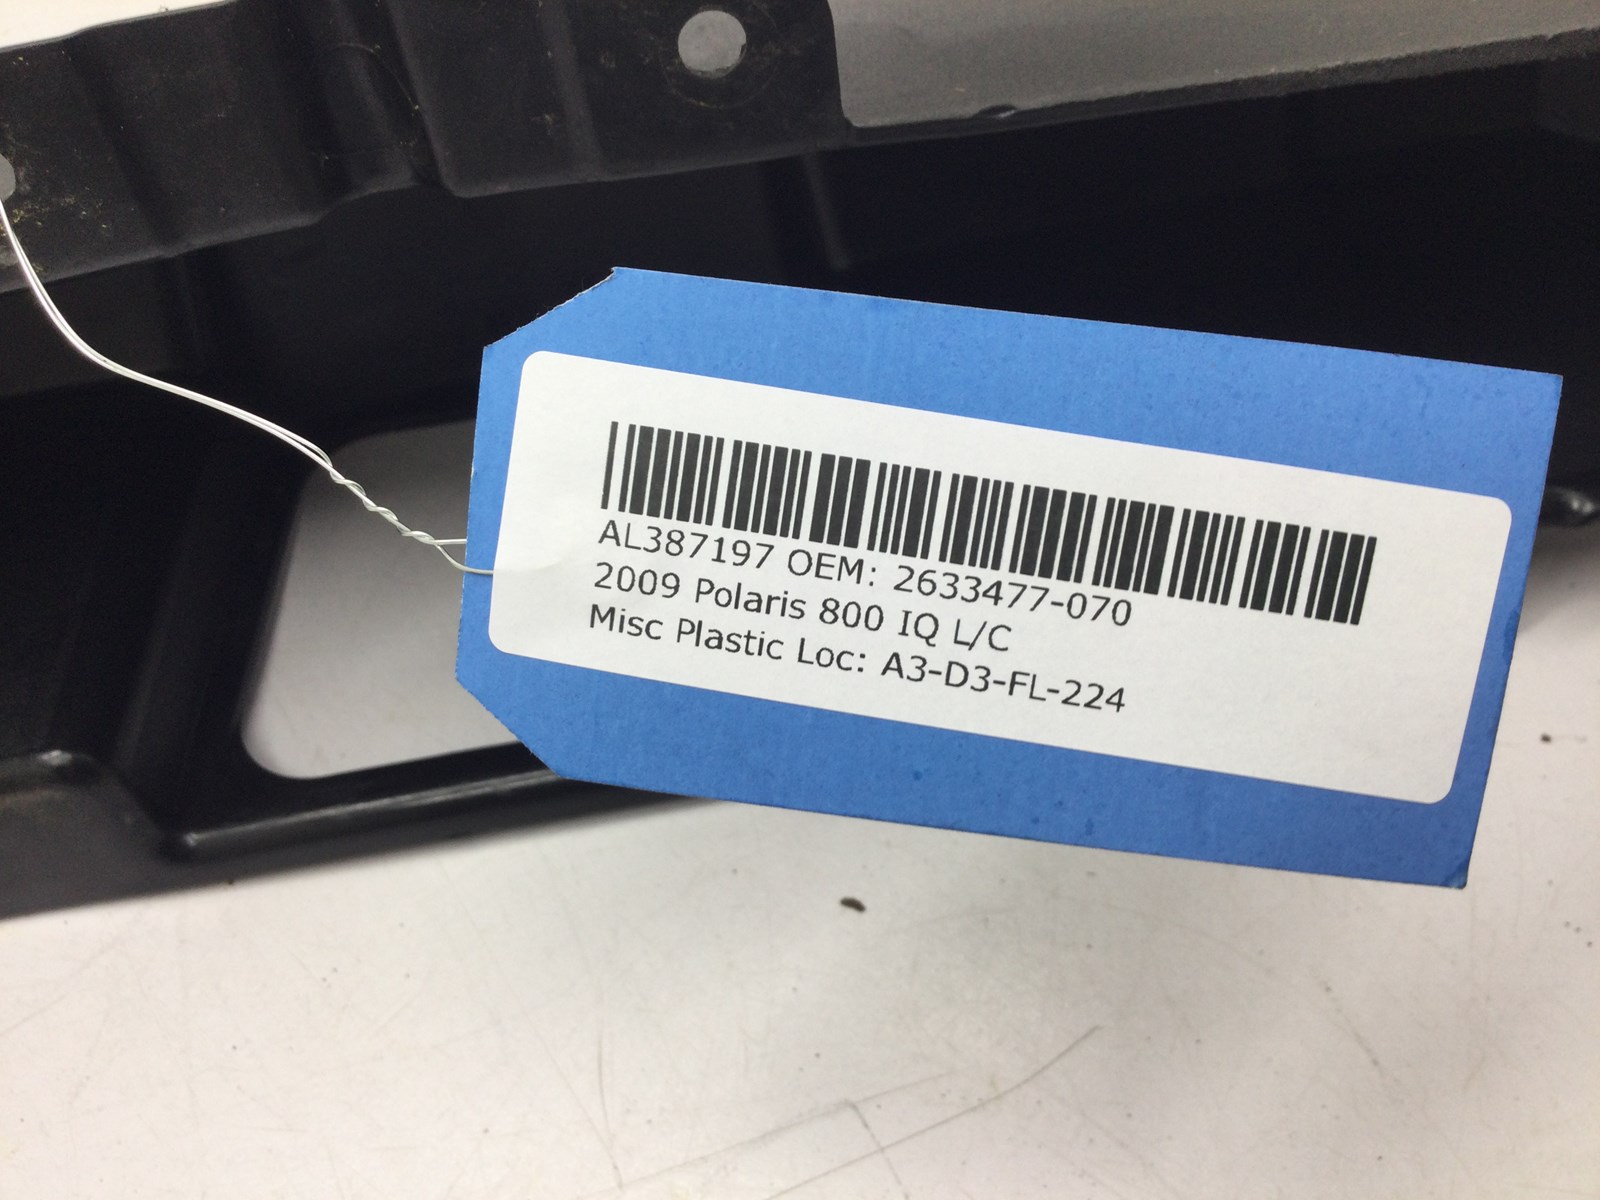 AL387197 OEM: 2633477-070
2009 Polaris 800 IQ L/C
Misc Plastic Loc: A3-D3-FL-224